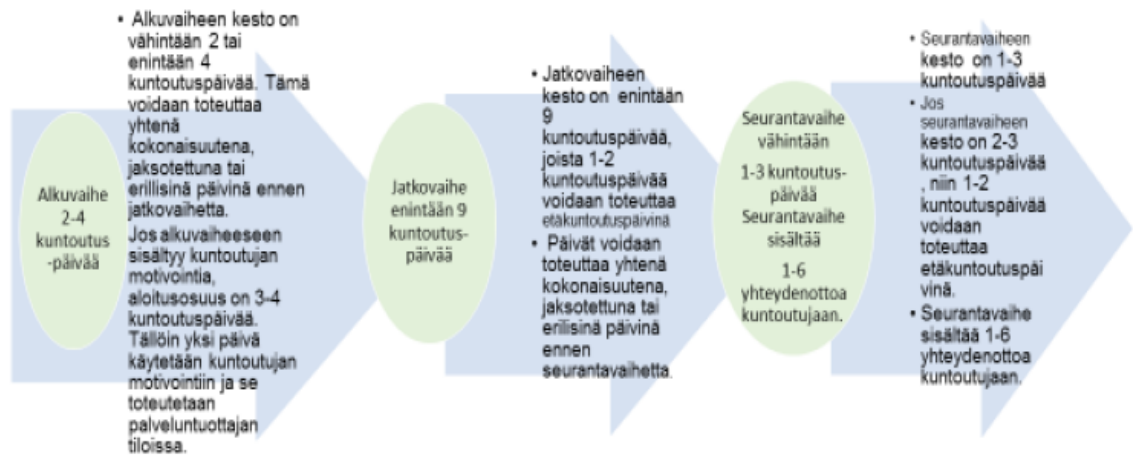 Alkuvaihe
2-4
kuntoutus
-päivää
• Alkuvaiheen kesto on
vähintään 2 tai
enintään 4
kuntoutuspäivää. Tämä
voidaan toteuttaa
yhtenä
kokonaisuutena,
jaksotettuna tai
erillisinä päivinä ennen
jatkovaihetta.
Jos alkuvaiheeseen
sisältyy kuntoutujan
motivointia,
aloitusosuus on 3-4
kuntoutuspäivää.
Tällöin yksi päivä
käytetään kuntoutujan
motivointiin ja se
toteutetaan
palveluntuottajan
tiloissa.
Jatkovaihe
enintään 9
kuntoutus-
päivää
• Jatkovaiheen
kesto on enintään
9
kuntoutuspäivää,
joista 1-2
kuntoutuspäivää
voidaan toteuttaa
etäkuntoutuspäivinä
• Päivät voidaan
toteuttaa yhtenä
kokonaisuutena,
jaksotettuna tai
erilisinä päivinä
ennen
seurantavaihetta.
Seurantavaihe
vähintään
1-3 kuntoutus-
päivää
Seurantavaihe
sisältää
1-6
yhteydenottoa
kuntoutujaan.
• Seurantavaiheen
kesto on 1-3
kuntoutuspäivää
• Jos
seurantavaiheen
kesto on 2-3
kuntoutuspäivää
, niin 1-2
kuntoutuspäivää
voidaan
toteuttaa
etäkuntoutuspäi
vinä.
• Seurantavaihe
sisältää 1-6
yhteydenottoa
kuntoutujaan.